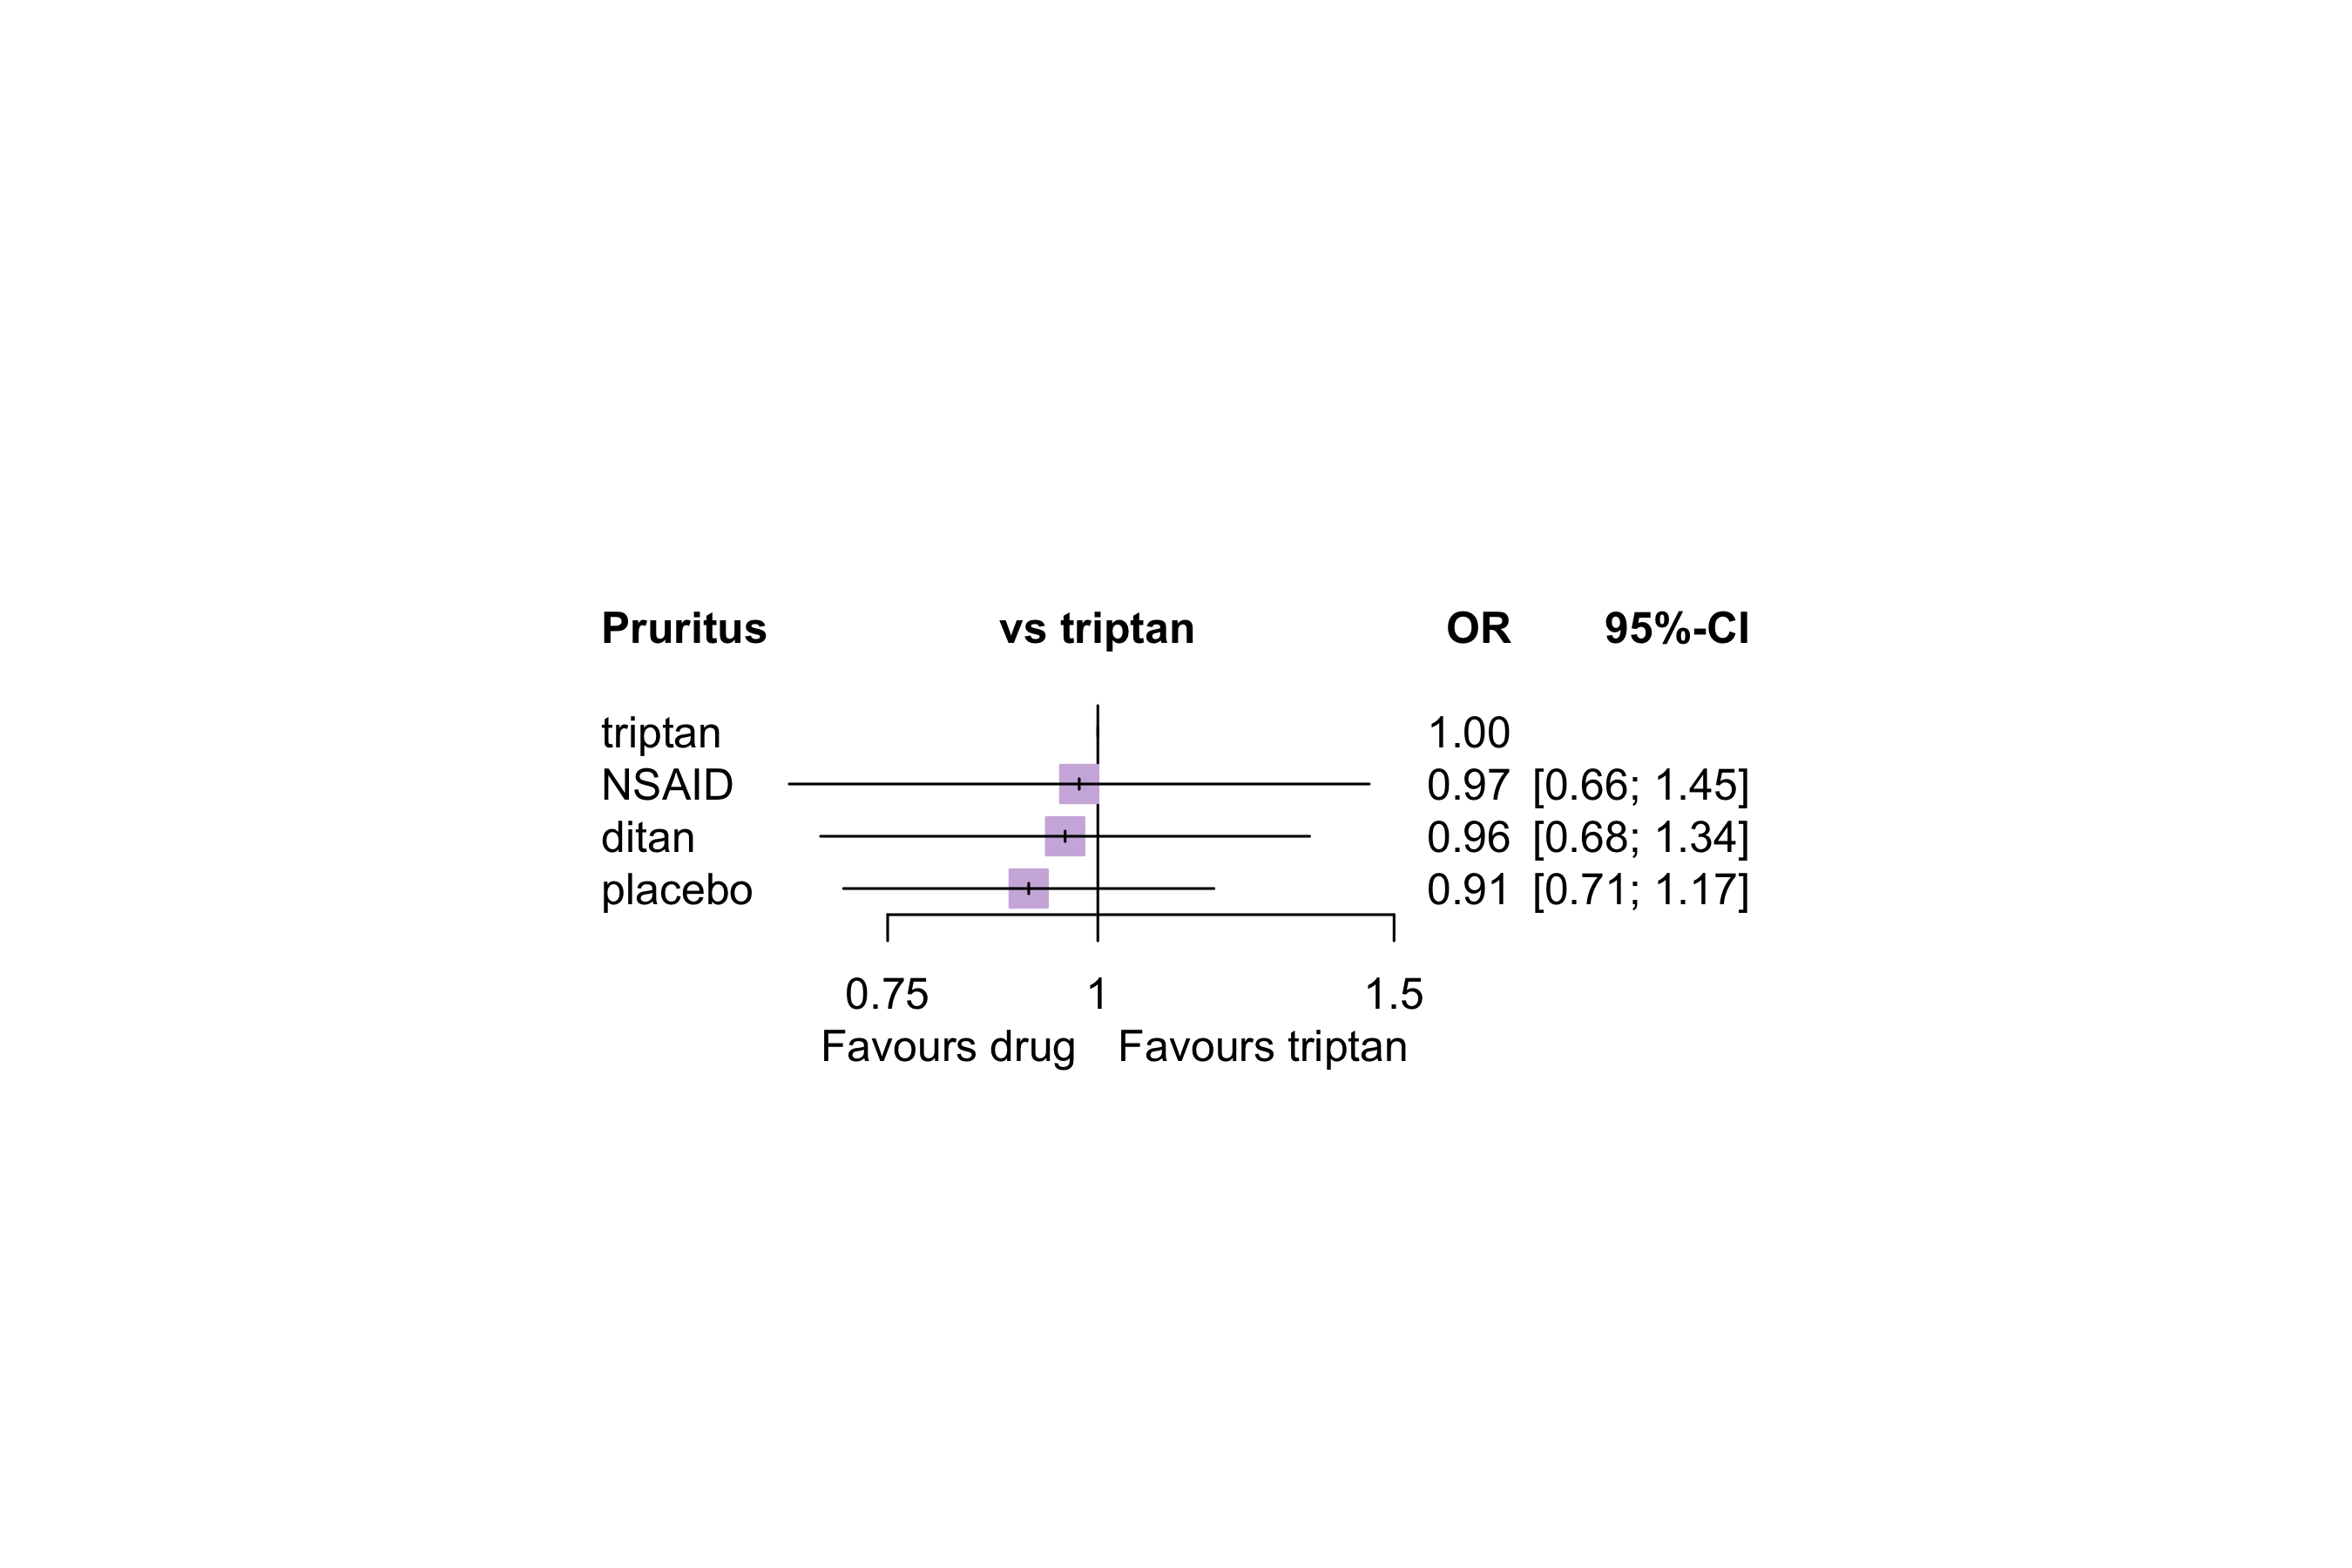 Pruritus vs triptan OR 95%-CI
triptan 1.00
NSAID 0.97 [0.66; 1.45]
ditan 0.96 [0.68; 1.34]
placebo 0.91 [0.71; 1.17]
0.75 1 1.5
Favours drug Favours triptan